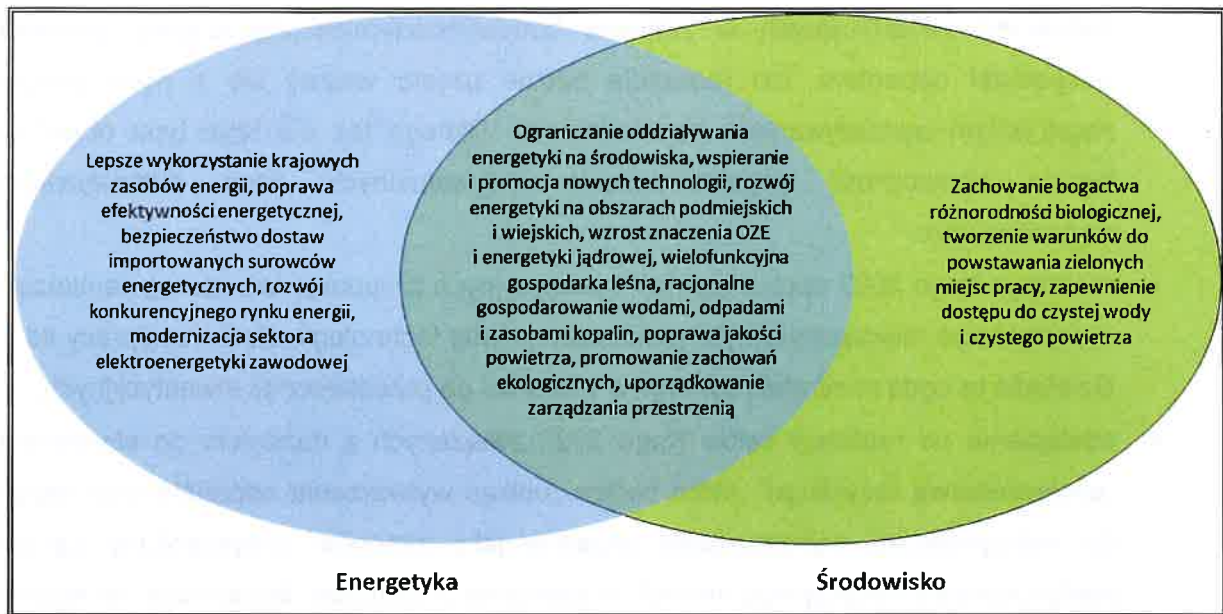 Lepsze wykorzystanie krajowych
zasobów energii, poprawa
efektywności energetycznej,
bezpieczeństwo dostaw
importowanych surowców
energetycznych, rozwój
konkurencyjnego rynku energii,
modernizacja sektora
elektroenergetyki zawodowej
Ograniczanie oddziaływania
energetyki na środowiska, wspieranie
i promocja nowych technologii, rozwój
energetyki na obszarach podmiejskich
i wiejskich, wzrost znaczenia OZE
i energetyki jądrowej, wielofunkcyjna
gospodarka leśna, racjonalne
gospodarowanie wodami, odpadami
i zasobami kopalin, poprawa jakości
powietrza, promowanie zachowań
ekologicznych, uporządkowanie
zarządzania przestrzenią
Zachowanie bogactwa
różnorodności biologicznej,
tworzenie warunków do
powstawania zielonych
miejsc pracy, zapewnienie
dostępu do czystej wody
i czystego powietrza
Energetyka
Środowisko